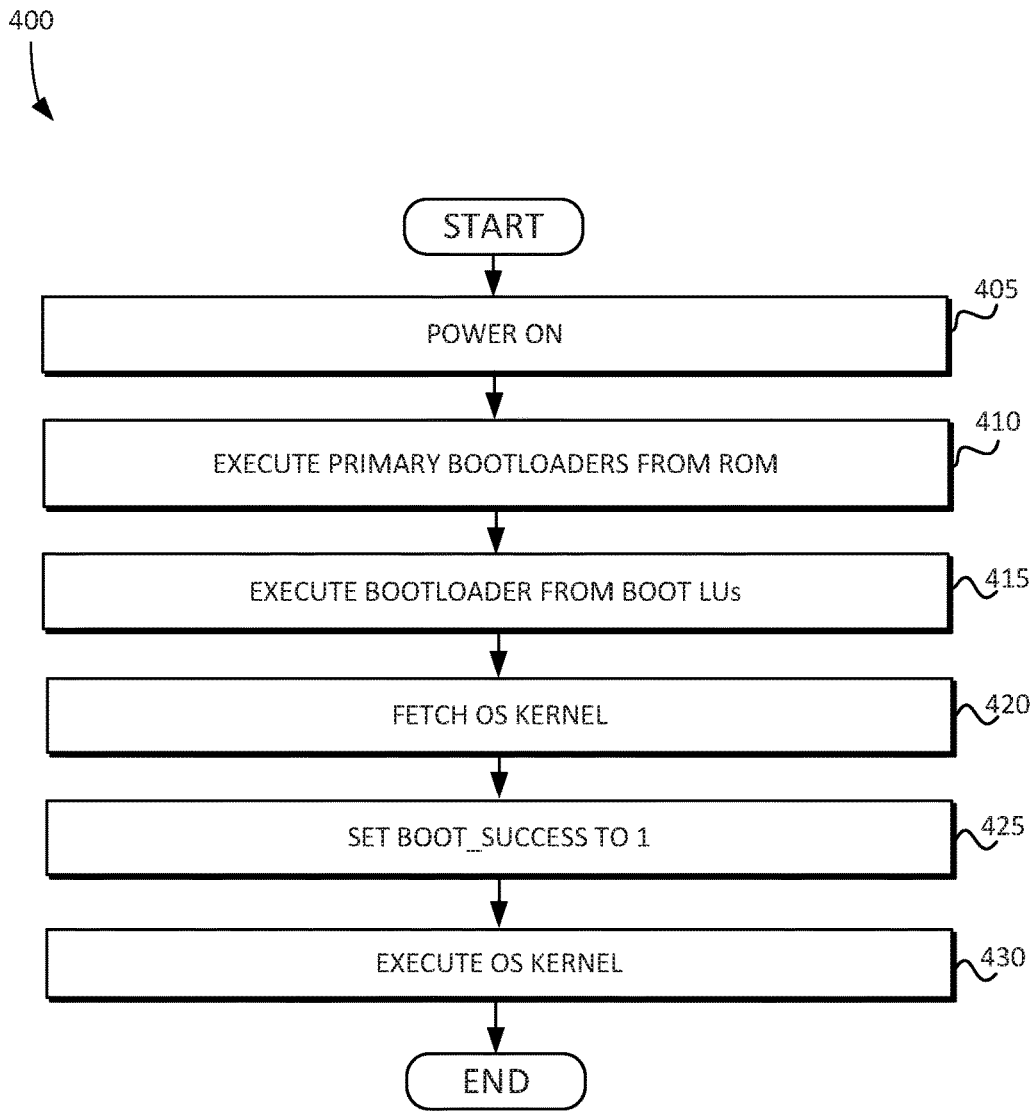 400
START
405
POWER ON
410
EXECUTE PRIMARY BOOTLOADERS FROM ROM
415
EXECUTE BOOTLOADER FROM BOOT LUs
420
FETCH OS KERNEL
425
SET BOOT_SUCCESS TO 1
430
EXECUTE OS KERNEL
END